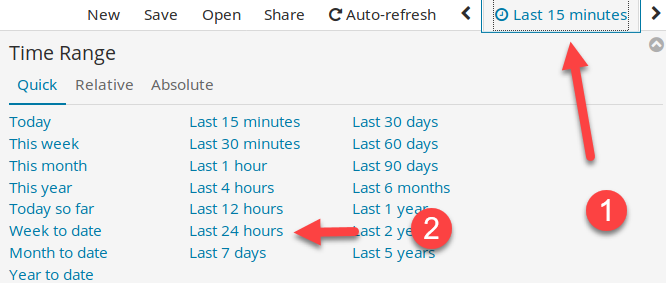 New Save Open Share Auto-refresh Last 15 minutes
Time Range
Quick Relative Absolute
Today Last 15 minutes Last 30 days
This week Last 30 minutes Last 60 days
This month Last 1 hour Last 90 days
This year Last 4 hours Last 6 months
1
Today so far Last 12 hours Last 1 year
2
Week to date Last 24 hours Last 2
Month to date Last 7 days Last 5 years
Year to date